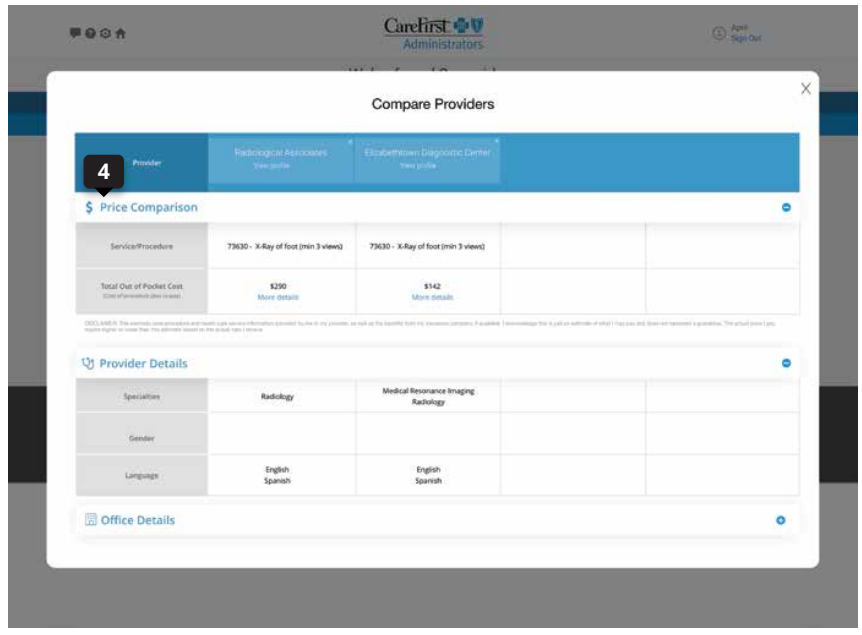 CareFirst
Administrators
April
Sign Out
Compare Providers
X
Provider
Radiological Associates
View profile
Elizabethtown Diagnostic Center
View profile
4
$ Price Comparison
Service/Procedure
73630 - X-Ray of foot (min 3 views)
73630 - X-Ray of foot (min 3 views)
Total Out of Pocket Cost
$290
More details
$142
More details
Provider Details
Specialties
Radiology
Medical Resonance Imaging
Radiology
Gender
Language
English
Spanish
English
Spanish
Office Details